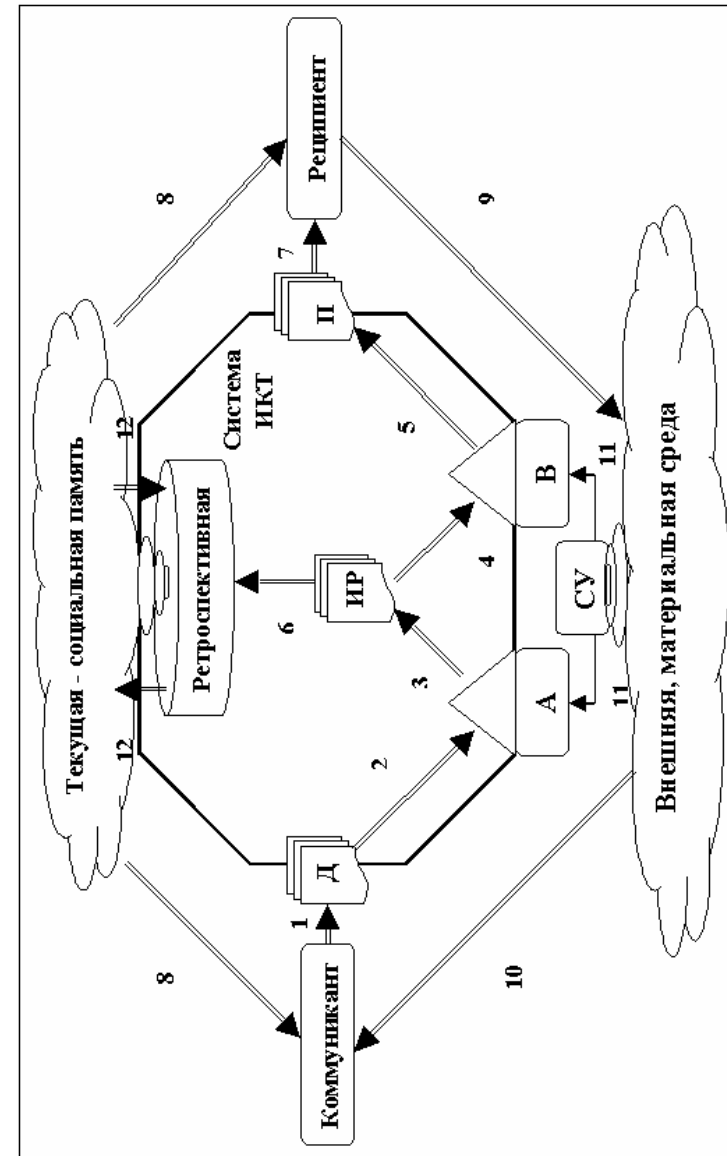 Текущая - социальная память
8
12
12
8
Система
ИКТ
Ретроспективная
6
ИР
Коммуникант
1
Д
П
7
Реципиент
2
3
4
5
10
А
В
9
11
СУ
11
Внешняя, материальная среда